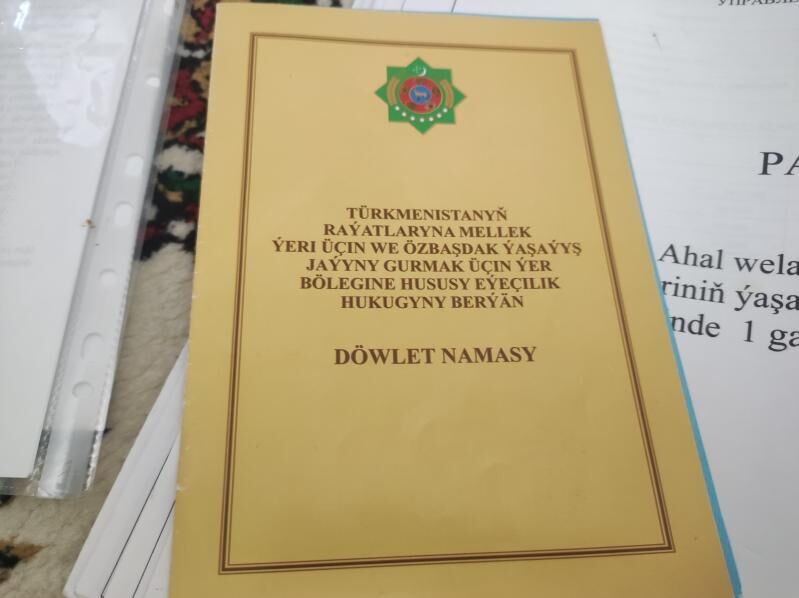 УПРАВЛЕ
TÜRKMENISTANYŇ
RAÝATLARYNA MELLEK
ÝERI ÜÇIN WE ÖZBAŞDAK ÝAŞAÝYŞ
JAÝYNY GURMAK ÜÇIN ÝER
BÖLEGINE HUSUSY EÝEÇILIK
HUKUGYNY BERÝÄN
DÖWLET NAMASY
PA
Ahal wela
riniň ýaşa
nde 1 ga